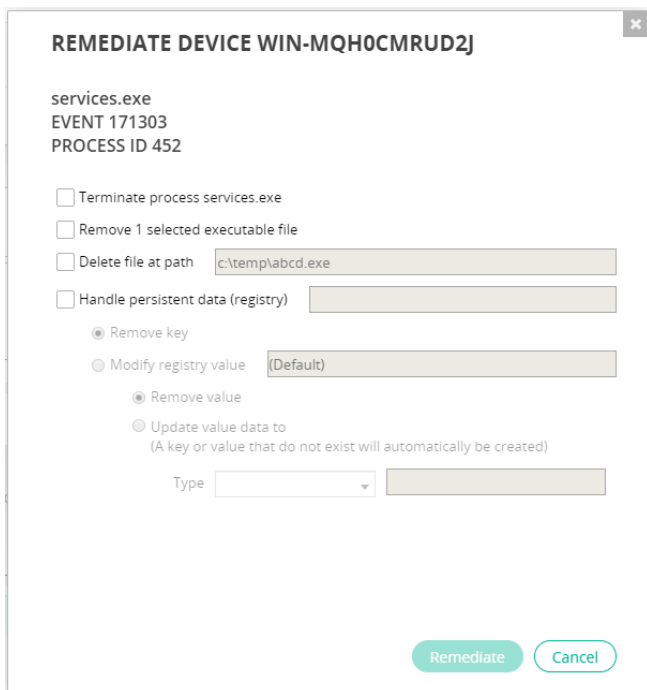 REMEDIATE DEVICE WIN-MQH0CMRUD2J
services.exe
EVENT 171303
PROCESS ID 452
Terminate process services.exe
Remove 1 selected executable file
Delete file at path c:\temp\abcd.exe
Handle persistent data (registry)
Remove key
Modify registry value (Default)
Remove value
Update value data to
(A key or value that do not exist will automatically be created)
Type
Remediate Cancel